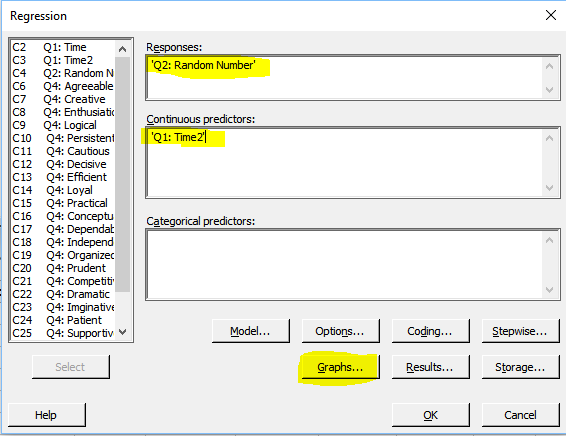 Regression
C2 Q1: Time
C3 Q1: Time2
C4 Q2: Random N
C6 Q4: Agreeable
C7 Q4: Creative
C8 Q4: Enthusiatic
C9 Q4: Logical
C10 Q4: Persistent
C11 Q4: Cautious
C12 Q4: Decisive
C13 Q4: Efficient
C14 Q4: Loyal
C15 Q4: Practical
C16 Q4: Conceptu
C17 Q4: Dependab
C18 Q4: Independ
C19 Q4: Organized
C20 Q4: Prudent
C21 Q4: Competitiv
C22 Q4: Dramatic
C23 Q4: Imginative
C24 Q4: Patient
C25 Q4: Supportiv
Responses:
'Q2: Random Number'
Continuous predictors:
'Q1: Time2'
Categorical predictors:
Model... Options... Coding... Stepwise...
Select Graphs... Results... Storage...
Help OK Cancel